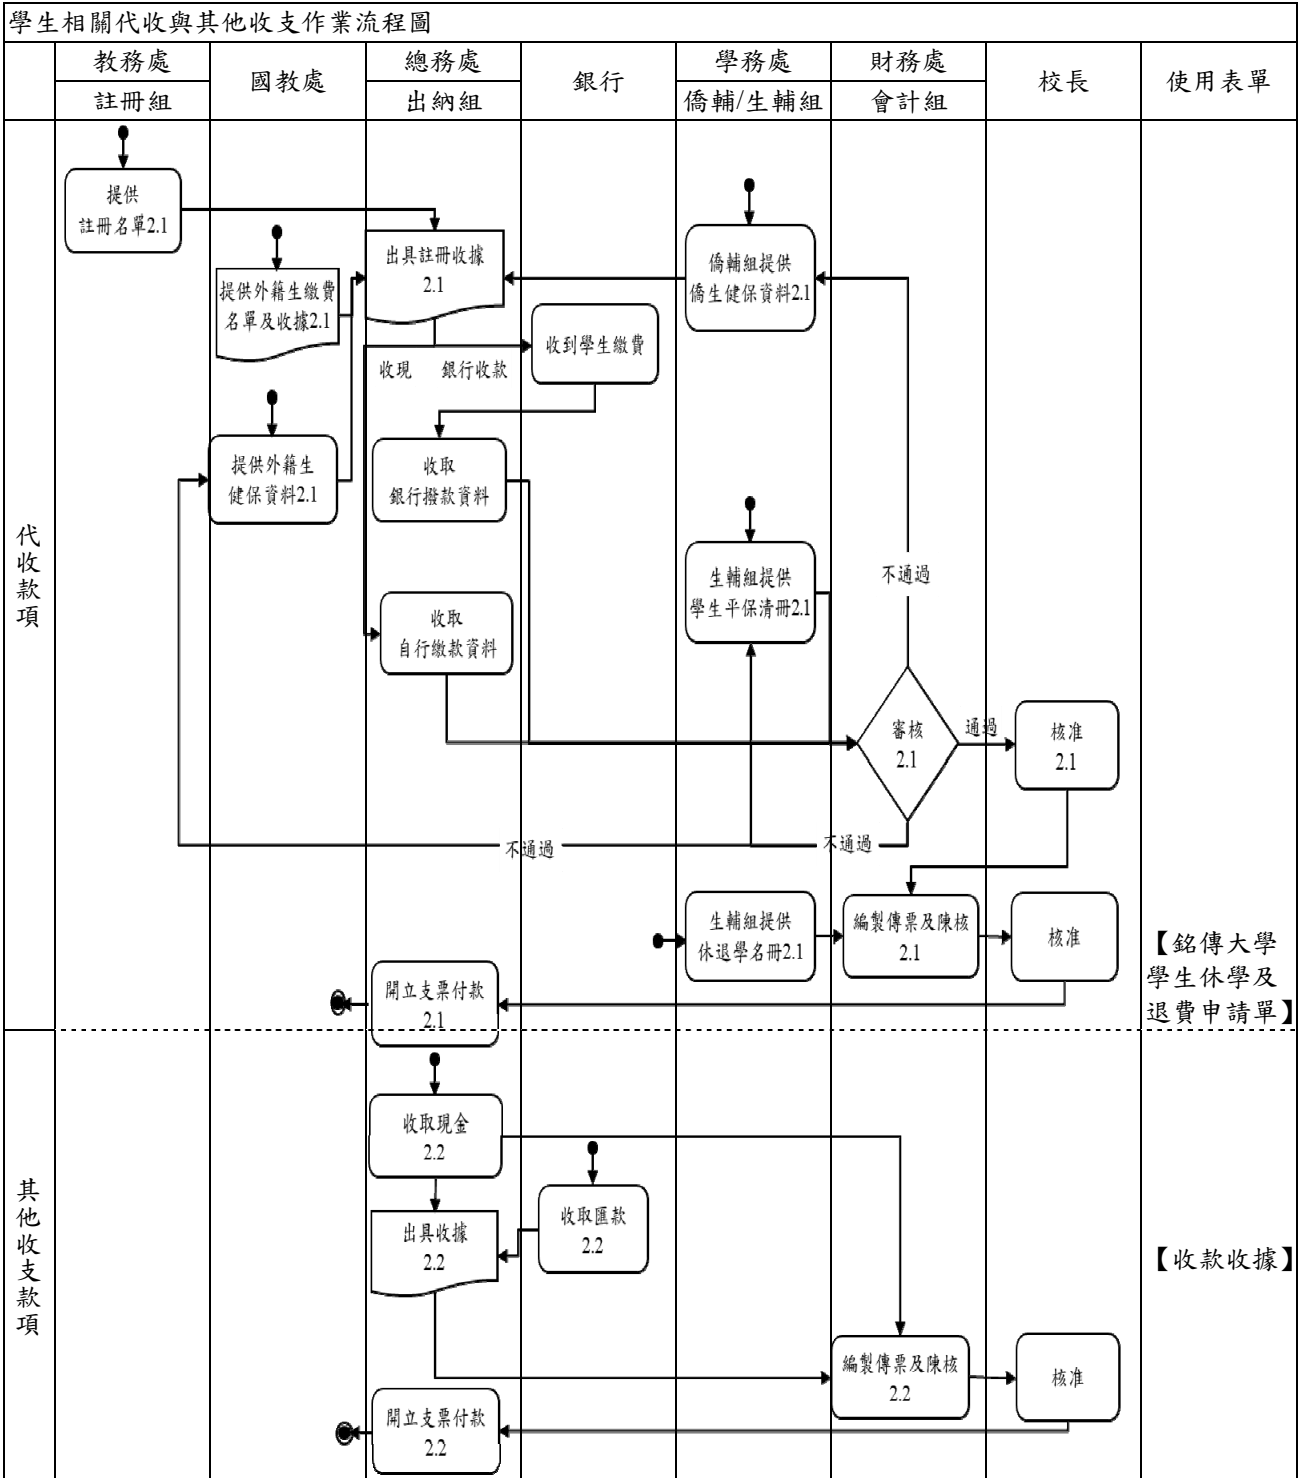 學生相關代收與其他收支作業流程圖
教務處
註冊組
國教處
總務處
出納組
銀行
學務處
僑輔/生輔組
財務處
會計組
校長
使用表單
代收款項
提供
註冊名單2.1
提供外籍生繳費
名單及收據2.1
出具註冊收據
2.1
僑輔組提供
僑生健保資料2.1
收到學生繳費
收現
銀行收款
提供外籍生
健保資料2.1
收取
銀行撥款資料
生輔組提供
學生平保清冊2.1
不通過
收取
自行繳款資料
審核
2.1
通過
核准
2.1
不通過
不通過
生輔組提供
休退學名冊2.1
編製傳票及陳核
2.1
核准
【銘傳大學
學生休學及
退費申請單】
開立支票付款
2.1
其他收支款項
收取現金
2.2
出具收據
2.2
收取匯款
2.2
【收款收據】
編製傳票及陳核
2.2
核准
開立支票付款
2.2